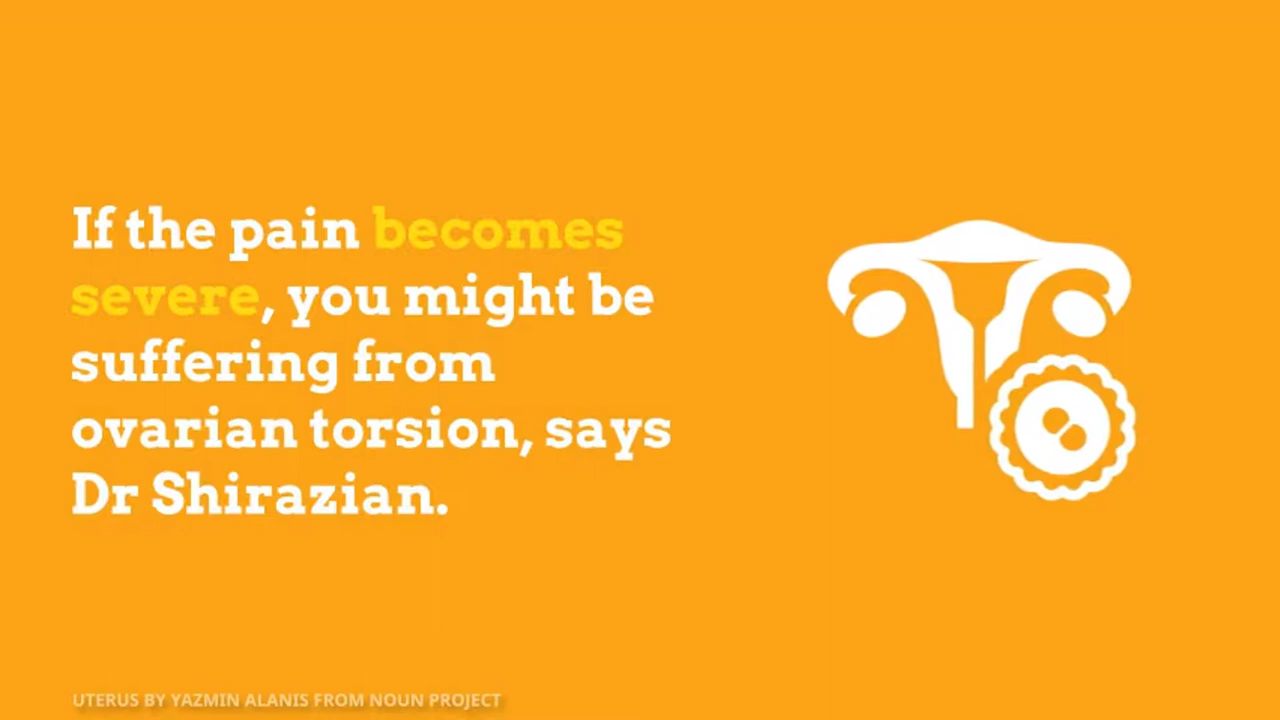 If the pain becomes
severe, you might be
suffering from
ovarian torsion, says
Dr Shirazian.
UTERUS BY YAZMIN ALANIS FROM NOUN PROJECT